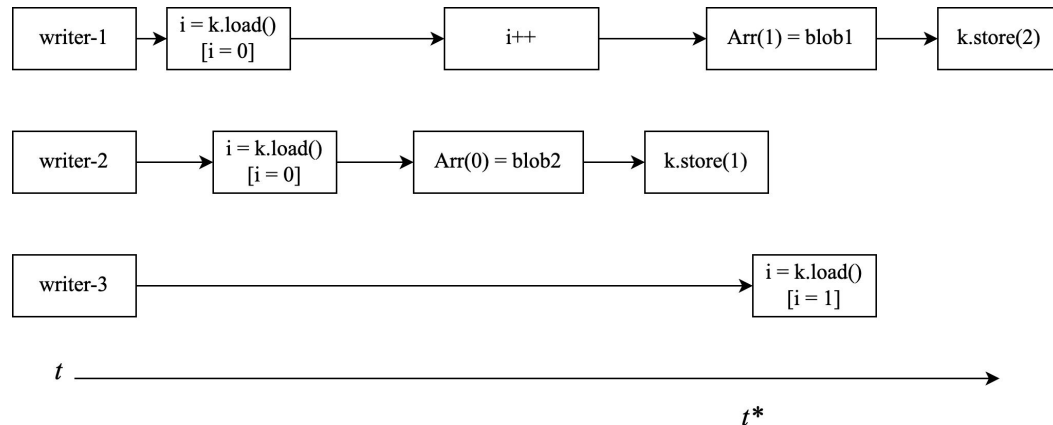 writer-1
i = k.load()
[i = 0]
i++
Arr(1) = blob1
k.store(2)
writer-2
i = k.load()
[i = 0]
Arr(0) = blob2
k.store(1)
writer-3
i = k.load()
[i = 1]
t
t*